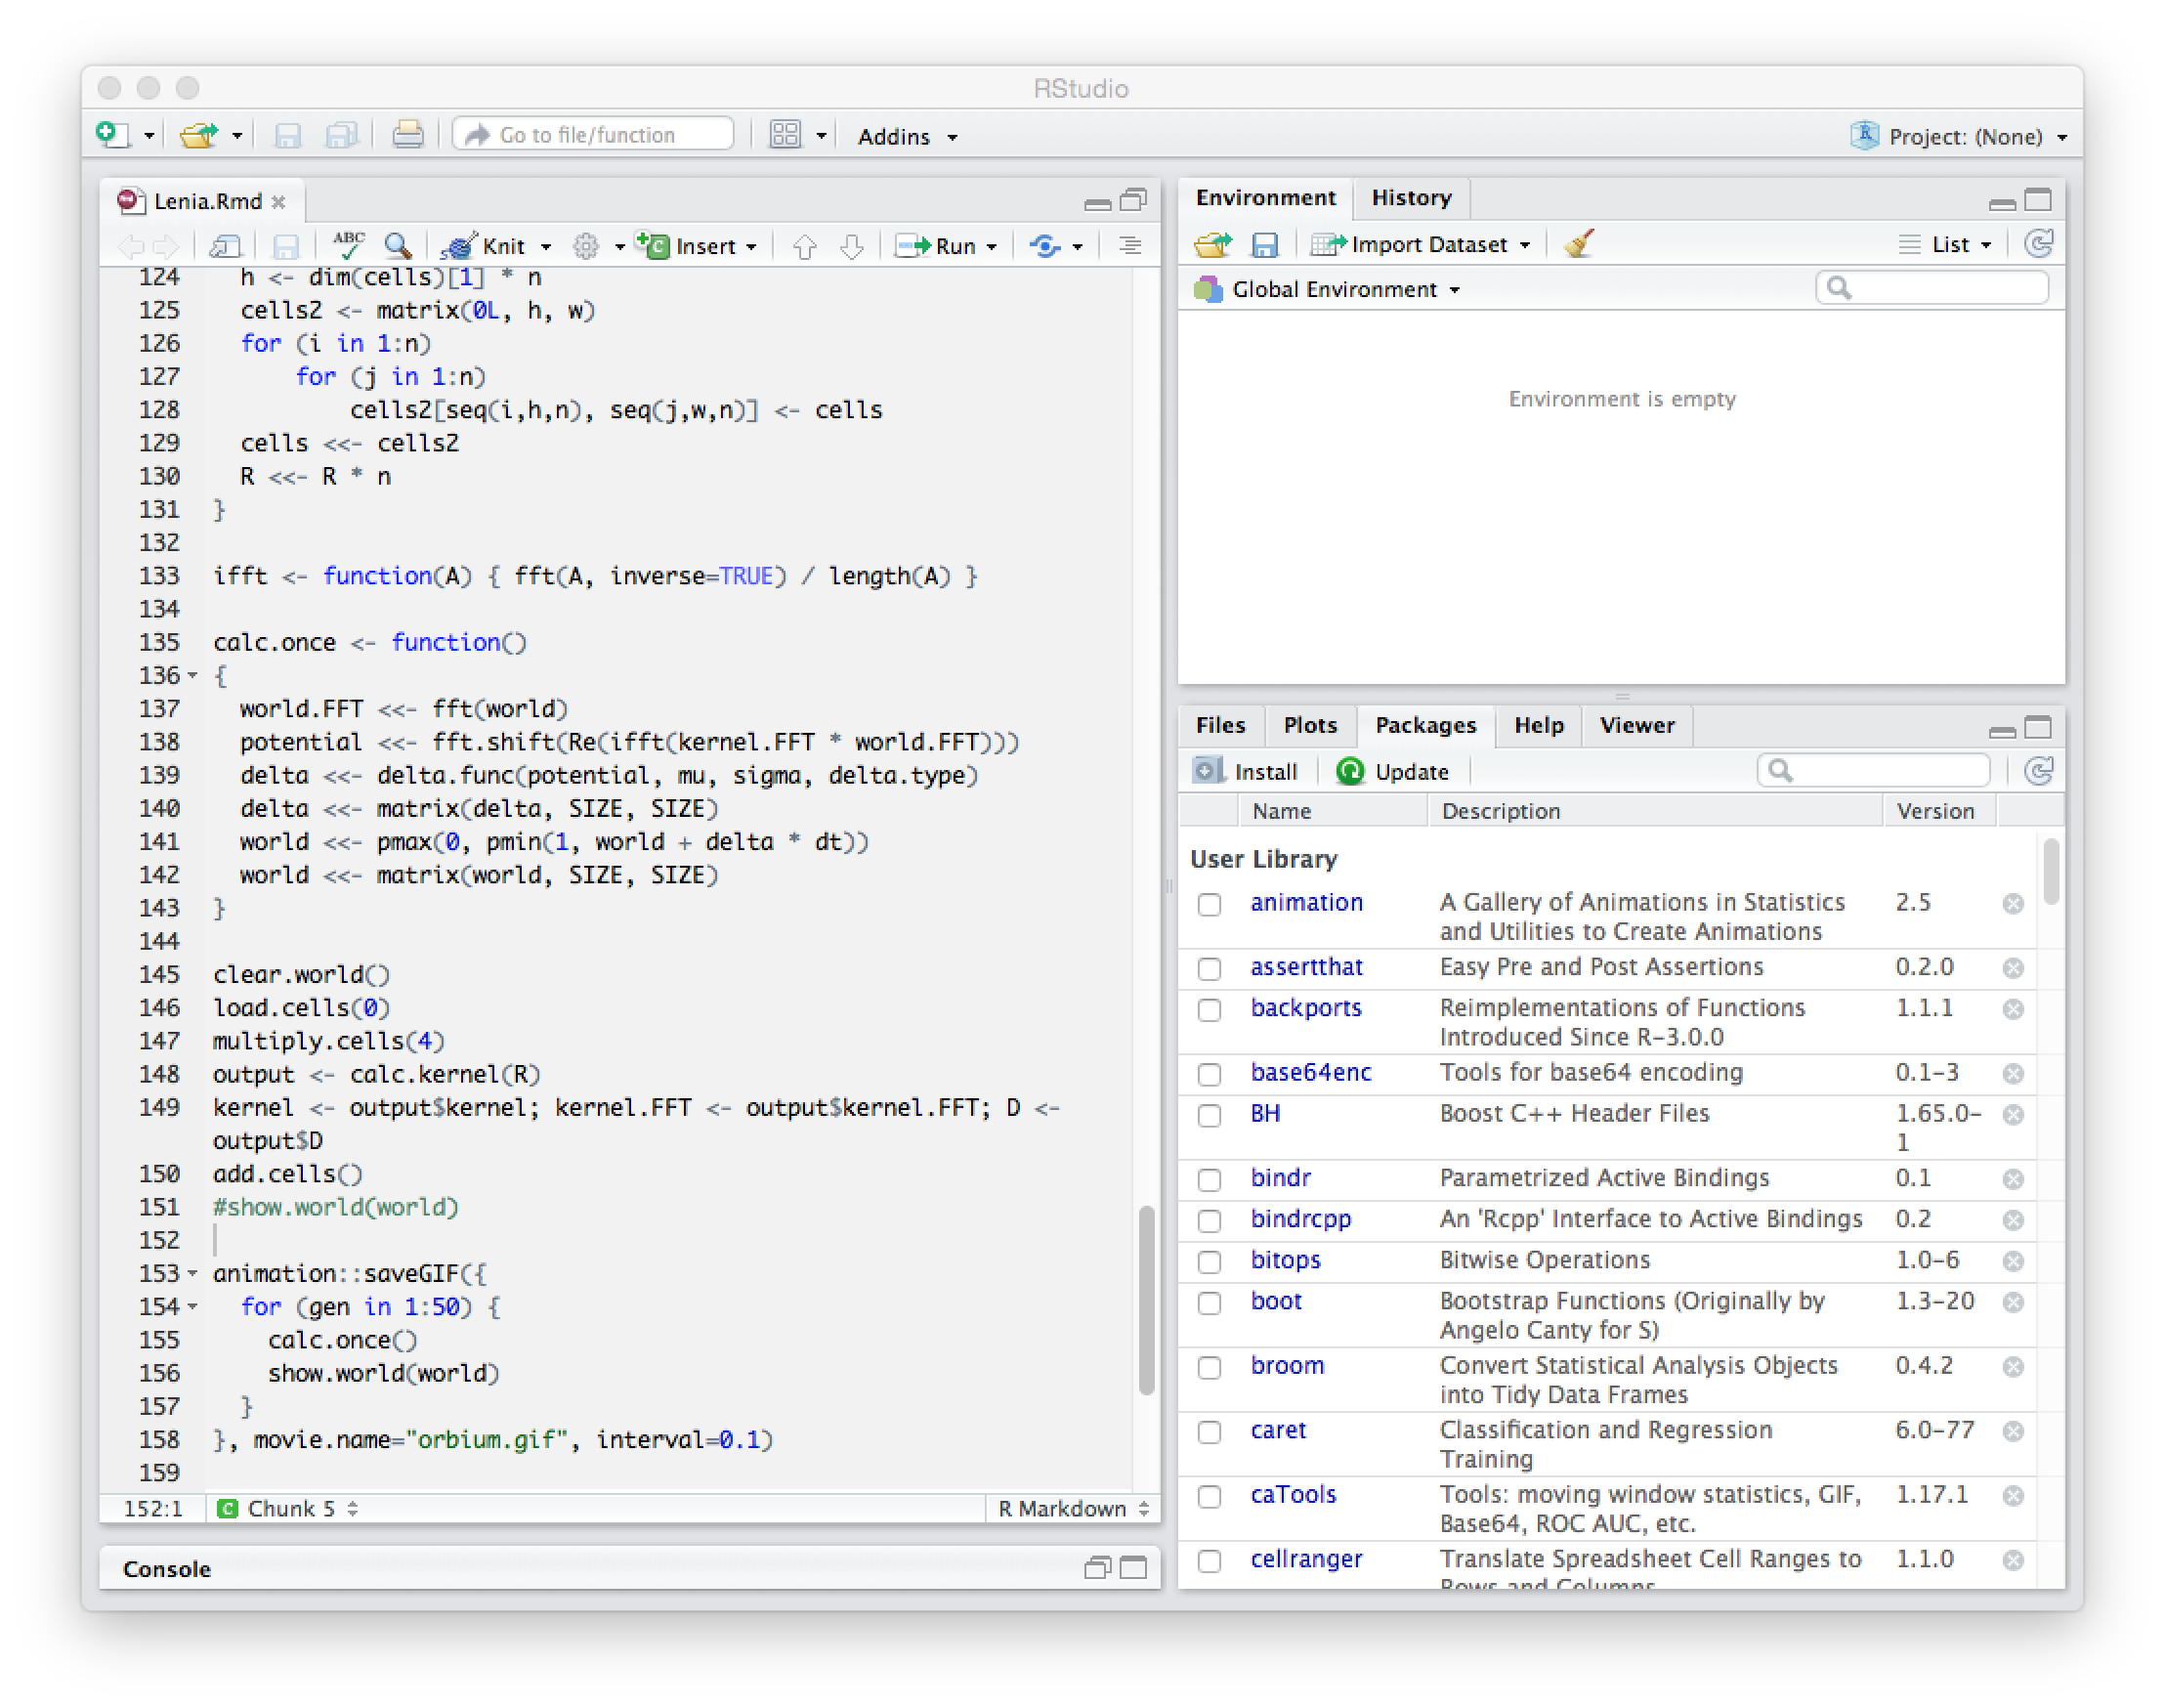 RStudio
Go to file/function
Addins
Project: (None)
Lenia.Rmd
ABC
Knit
Insert
Run
124 h <- dim(cells)[1] * n
125 cells2 <- matrix(0L, h, w)
126 for (i in 1:n)
127 for (j in 1:n)
128 cells2[seq(i,h,n), seq(j,w,n)] <- cells
129 cells <<- cells2
130 R <<- R * n
131 }
132
133 ifft <- function(A) { fft(A, inverse=TRUE) / length(A) }
134
135 calc.once <- function()
136 {
137 world.FFT <<- fft(world)
138 potential <<- fft.shift(Re(ifft(kernel.FFT * world.FFT)))
139 delta <<- delta.func(potential, mu, sigma, delta.type)
140 delta <<- matrix(delta, SIZE, SIZE)
141 world <<- pmax(0, pmin(1, world + delta * dt))
142 world <<- matrix(world, SIZE, SIZE)
143 }
144
145 clear.world()
146 load.cells(0)
147 multiply.cells(4)
148 output <- calc.kernel(R)
149 kernel <- output$kernel; kernel.FFT <- output$kernel.FFT; D <-
output$D
150 add.cells()
151 #show.world(world)
152
153 animation::saveGIF({
154 for (gen in 1:50) {
155 calc.once()
156 show.world(world)
157 }
158 }, movie.name="orbium.gif", interval=0.1)
159
152:1 C Chunk 5 R Markdown
Console
Environment History
Import Dataset List
Global Environment
Environment is empty
Files Plots Packages Help Viewer
Install Update
Name Description Version
User Library
animation A Gallery of Animations in Statistics 2.5
and Utilities to Create Animations
assertthat Easy Pre and Post Assertions 0.2.0
backports Reimplementations of Functions 1.1.1
Introduced Since R-3.0.0
base64enc Tools for base64 encoding 0.1-3
BH Boost C++ Header Files 1.65.0-
1
bindr Parametrized Active Bindings 0.1
bindrcpp An 'Rcpp' Interface to Active Bindings 0.2
bitops Bitwise Operations 1.0-6
boot Bootstrap Functions (Originally by 1.3-20
Angelo Canty for S)
broom Convert Statistical Analysis Objects 0.4.2
into Tidy Data Frames
caret Classification and Regression 6.0-77
Training
caTools Tools: moving window statistics, GIF, 1.17.1
Base64, ROC AUC, etc.
cellranger Translate Spreadsheet Cell Ranges to 1.1.0
Rows and Columns